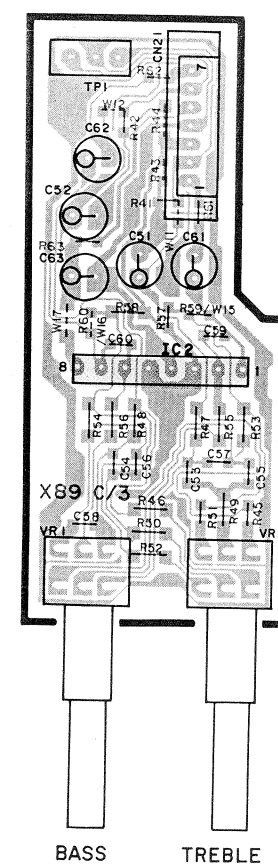 R62
CN21
7
TP1
W12
R42
R44
C62
R43
C52
R41
1
W11
R63
C63
C51
C61
W17
R60
/W16
R58
R57
R59/W15
C60
C59
IC2
8
1
R54
R56
R48
R47
R55
R53
C54
C56
C57
C53
C55
X89 C/3
R46
R51
R49
R45
C58
R50
VR1
VR
R52
BASS
TREBLE